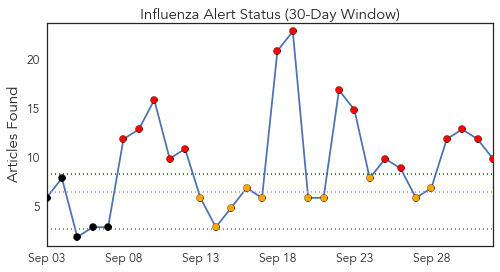 Influenza Alert Status (30-Day Window)
Articles Found
20
15
10
5
Sep 03 Sep 08 Sep 13 Sep 18 Sep 23 Sep 28